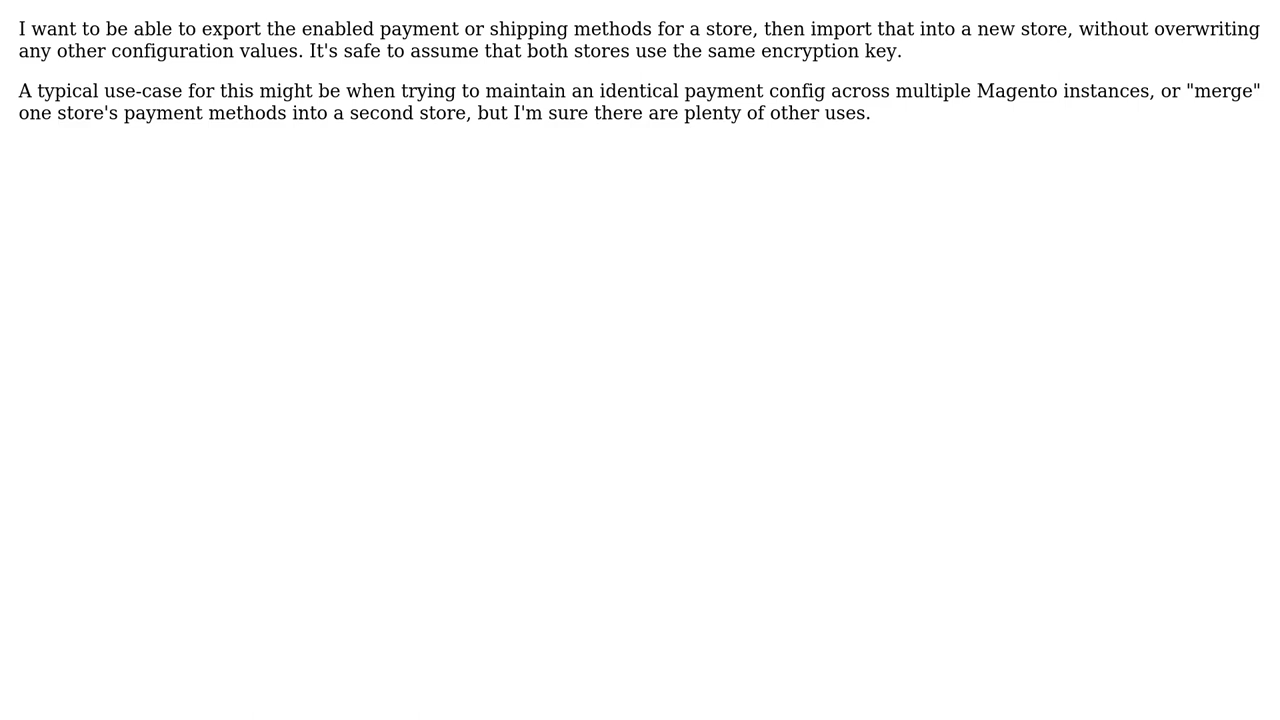 I want to be able to export the enabled payment or shipping methods for a store, then import that into a new store, without overwriting
any other configuration values. It's safe to assume that both stores use the same encryption key.
A typical use-case for this might be when trying to maintain an identical payment config across multiple Magento instances, or "merge"
one store's payment methods into a second store, but I'm sure there are plenty of other uses.